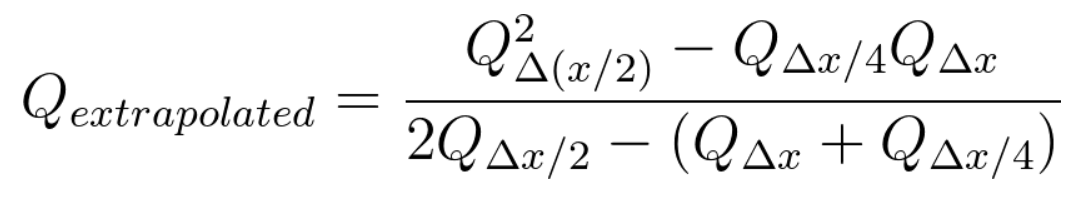 Q_{extrapolated} = \frac{Q^2_{\Delta(x/2)} - Q_{\Delta x/4} Q_{\Delta x}}{2Q_{\Delta x/2} - (Q_{\Delta x} + Q_{\Delta x/4})}